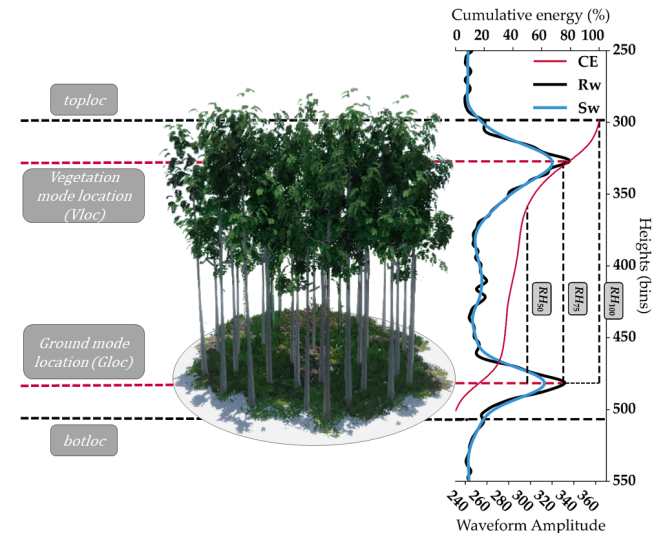 Cumulative energy (%)
0 20 40 60 80 100
CE
Rw
Sw
toploc
Vegetation
mode location
(Vloc)
Ground mode
location (Gloc)
botloc
RH50
RH75
RH100
250
300
350
400
450
500
550
Heights (bins)
240 260 280 300 320 340 360
Waveform Amplitude